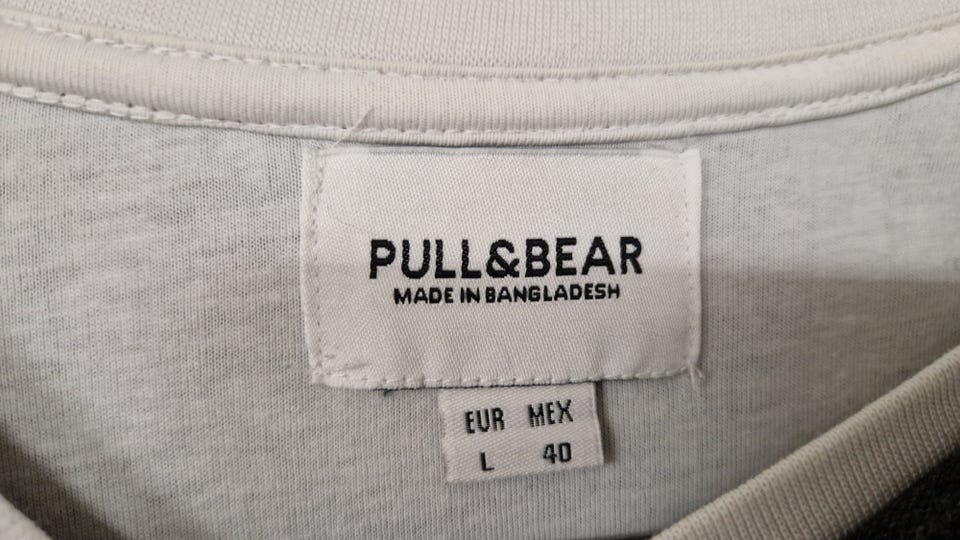 PULL&BEAR
MADE IN BANGLADESH
EUR MEX
L 40